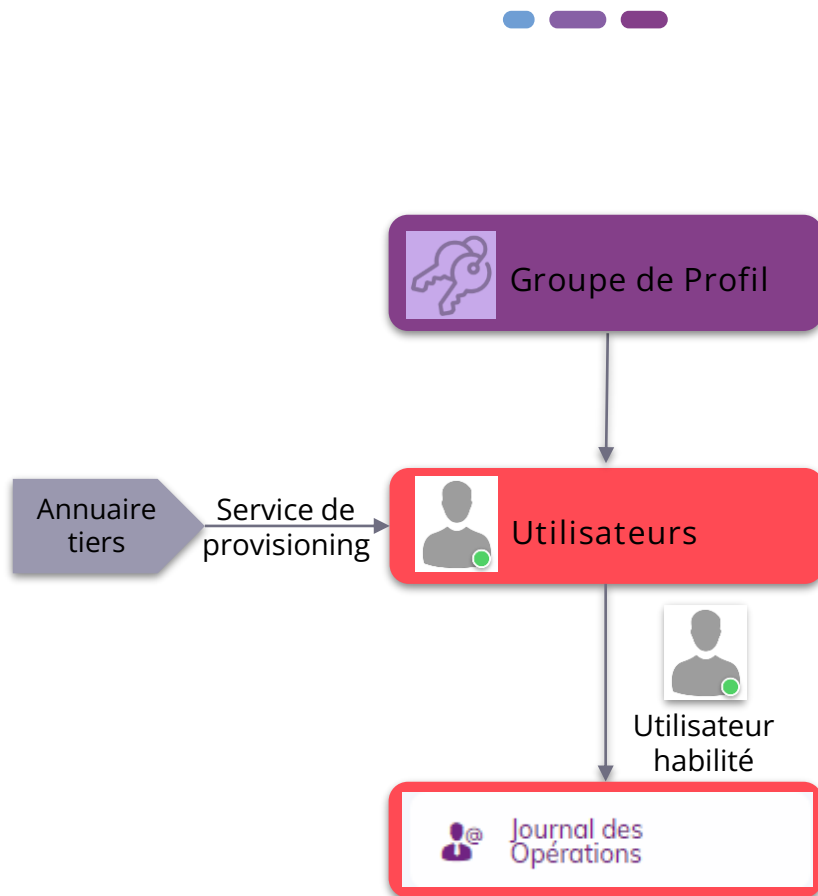 Groupe de Profil
Annuaire
tiers
Service de
provisioning
Utilisateurs
Utilisateur
habilité
@
Journal des
Opérations